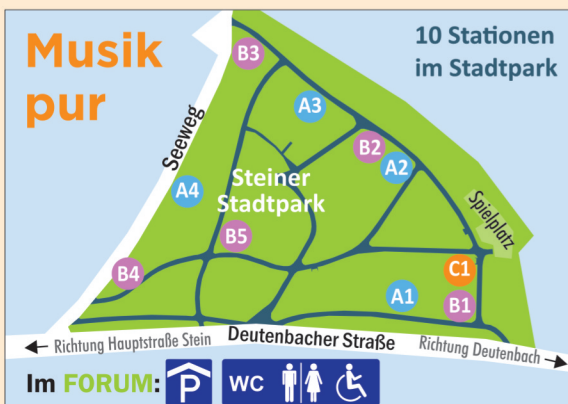 Musik
pur
10 Stationen
im Stadtpark
B3
A3
B2
A2
Seeweg
A4
Steiner
Stadtpark
Spielplatz
B5
B4
C1
A1
B1
← Richtung Hauptstraße Stein
Deutenbacher Straße
Richtung Deutenbach →
Im FORUM: P WC